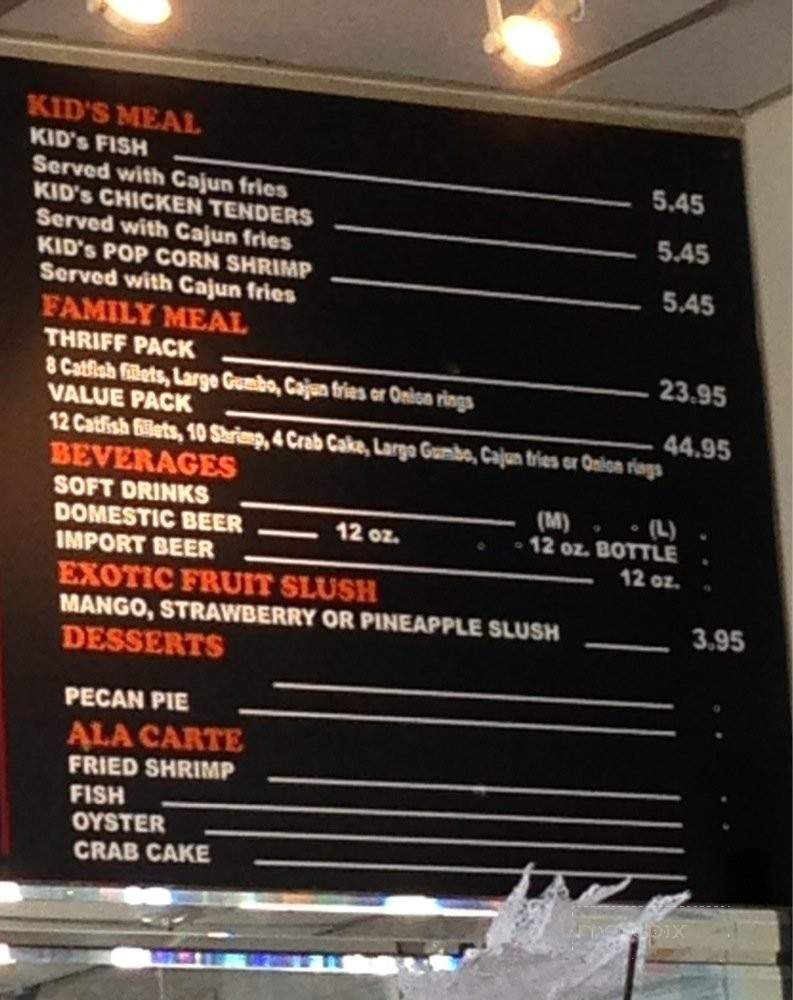 KID'S MEAL
KID's FISH 5.45
Served with Cajun fries
KID's CHICKEN TENDERS 5.45
Served with Cajun fries
KID's POP CORN SHRIMP 5.45
Served with Cajun fries
FAMILY MEAL
THRIFF PACK 23.95
8 Catfish fillets, Large Gumbo, Cajun fries or Onion rings
VALUE PACK 44.95
12 Catfish fillets, 10 Shrimp, 4 Crab Cake, Large Gumbo, Cajun fries or Onion rings
BEVERAGES
SOFT DRINKS (M) . . (L) .
DOMESTIC BEER 12 oz. . . 12 oz. BOTTLE .
IMPORT BEER 12 oz. .
EXOTIC FRUIT SLUSH
MANGO, STRAWBERRY OR PINEAPPLE SLUSH 3.95
DESSERTS
PECAN PIE .
ALA CARTE
FRIED SHRIMP .
FISH .
OYSTER
CRAB CAKE